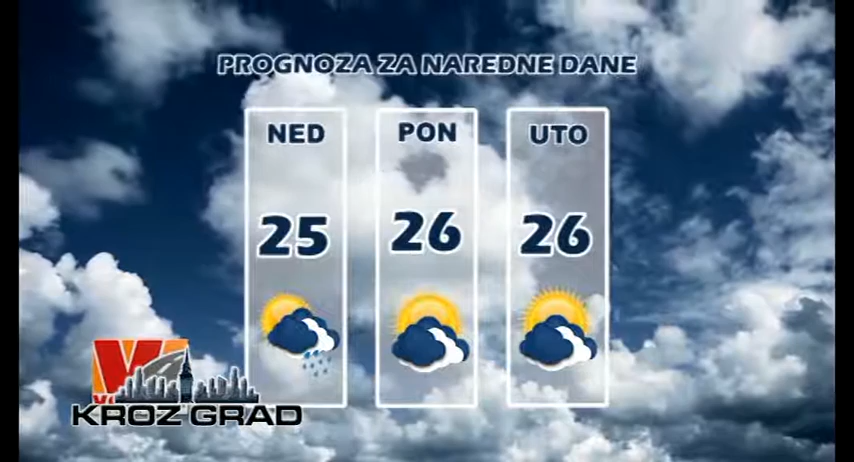 PROGNOZA ZA NAREDNE DANE
NED
PON
UTO
25
26
26
KROZ GRAD